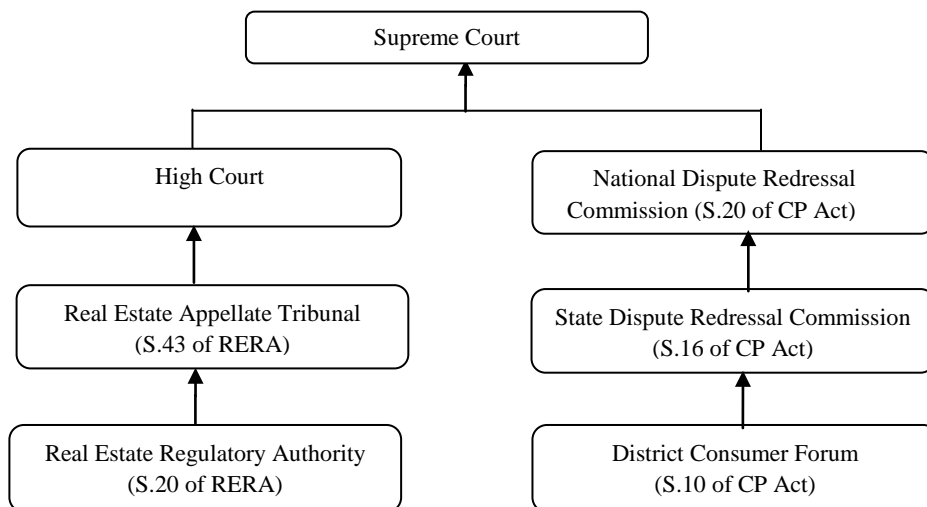 Supreme Court
High Court
National Dispute Redressal
Commission (S.20 of CP Act)
Real Estate Appellate Tribunal
(S.43 of RERA)
State Dispute Redressal Commission
(S.16 of CP Act)
Real Estate Regulatory Authority
(S.20 of RERA)
District Consumer Forum
(S.10 of CP Act)